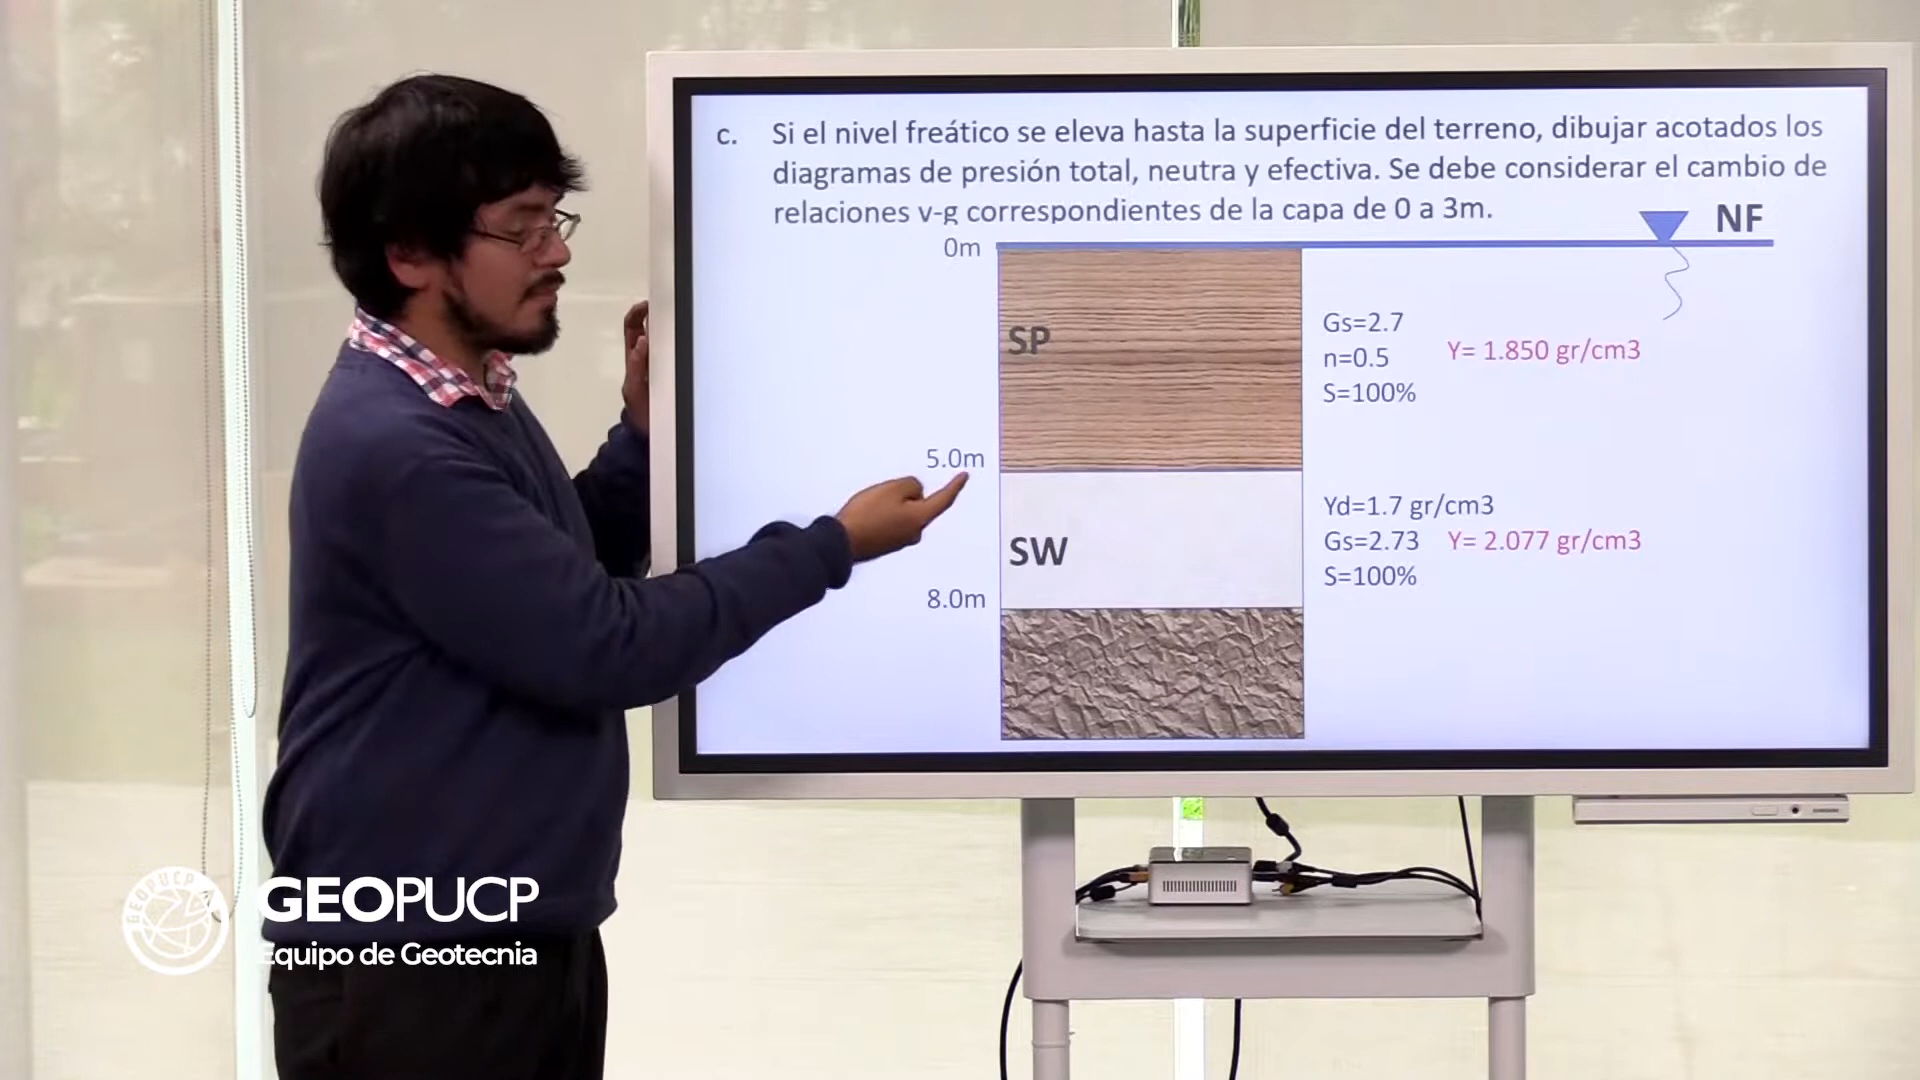 c. Si el nivel freático se eleva hasta la superficie del terreno, dibujar acotados los
diagramas de presión total, neutra y efectiva. Se debe considerar el cambio de
relaciones v-g correspondientes de la capa de 0 a 3m.
NF
0m
SP
Gs=2.7
n=0.5
Y= 1.850 gr/cm3
S=100%
5.0m
SW
Yd=1.7 gr/cm3
Gs=2.73
Y= 2.077 gr/cm3
S=100%
8.0m
GEOPUCP
GEOPUCP
Equipo de Geotecnia